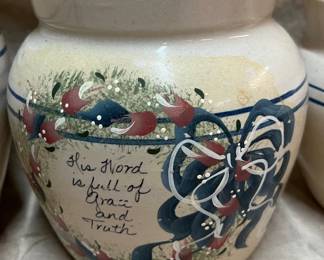 His Word
is full of
Grace
and
Truth